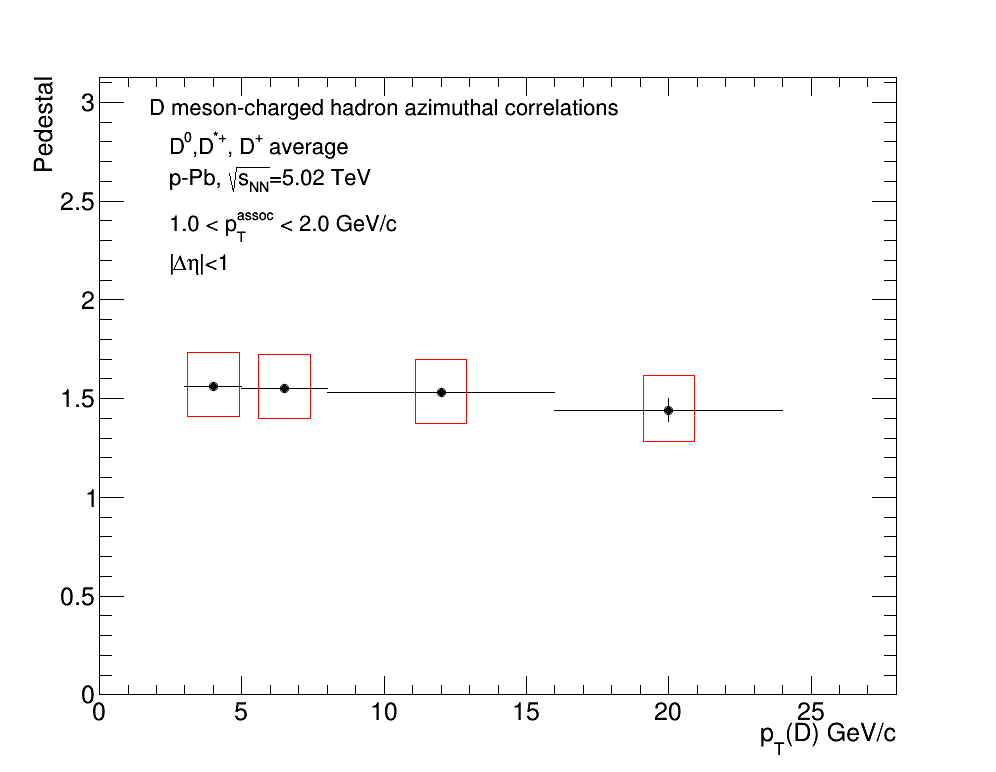 Pedestal
3
2.5
2
1.5
1
0.5
0
D meson-charged hadron azimuthal correlations
D⁰,D*⁺, D⁺ average
p-Pb, √s_NN=5.02 TeV
1.0 < p_T^assoc < 2.0 GeV/c
|Δη|<1
0 5 10 15 20 25
p_T(D) GeV/c